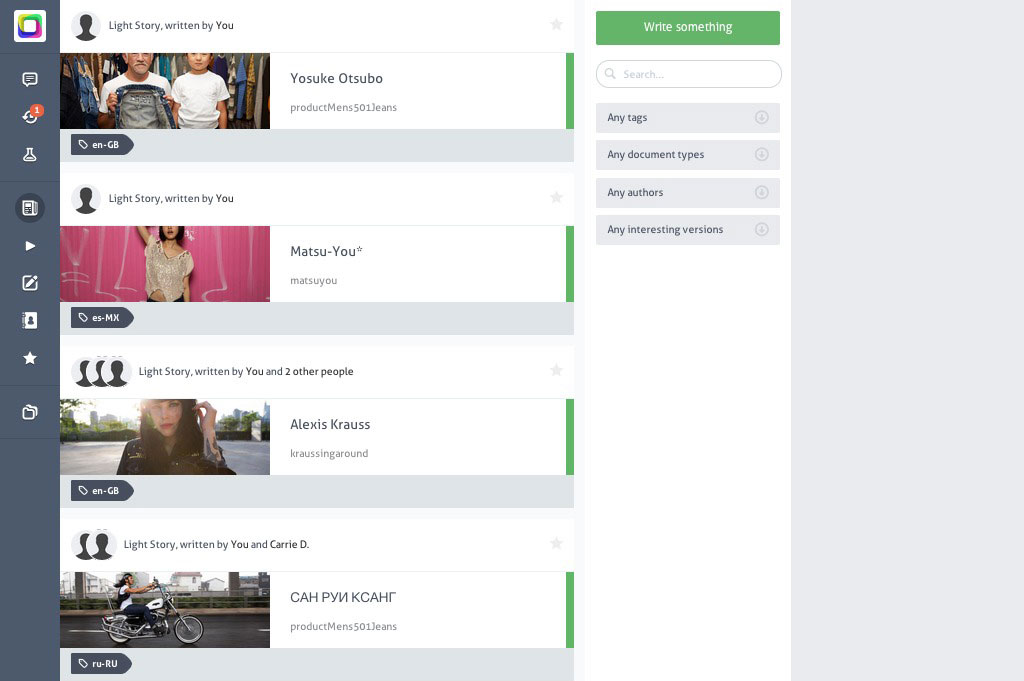 Light Story, written by You
Yosuke Otsubo
productMens501Jeans
en-GB
Light Story, written by You
Matsu-You*
matsuyou
es-MX
Light Story, written by You and 2 other people
Alexis Krauss
kraussingaround
en-GB
Light Story, written by You and Carrie D.
САН РУИ КСАНГ
productMens501Jeans
ru-RU
1
Write something
Search...
Any tags
Any document types
Any authors
Any interesting versions